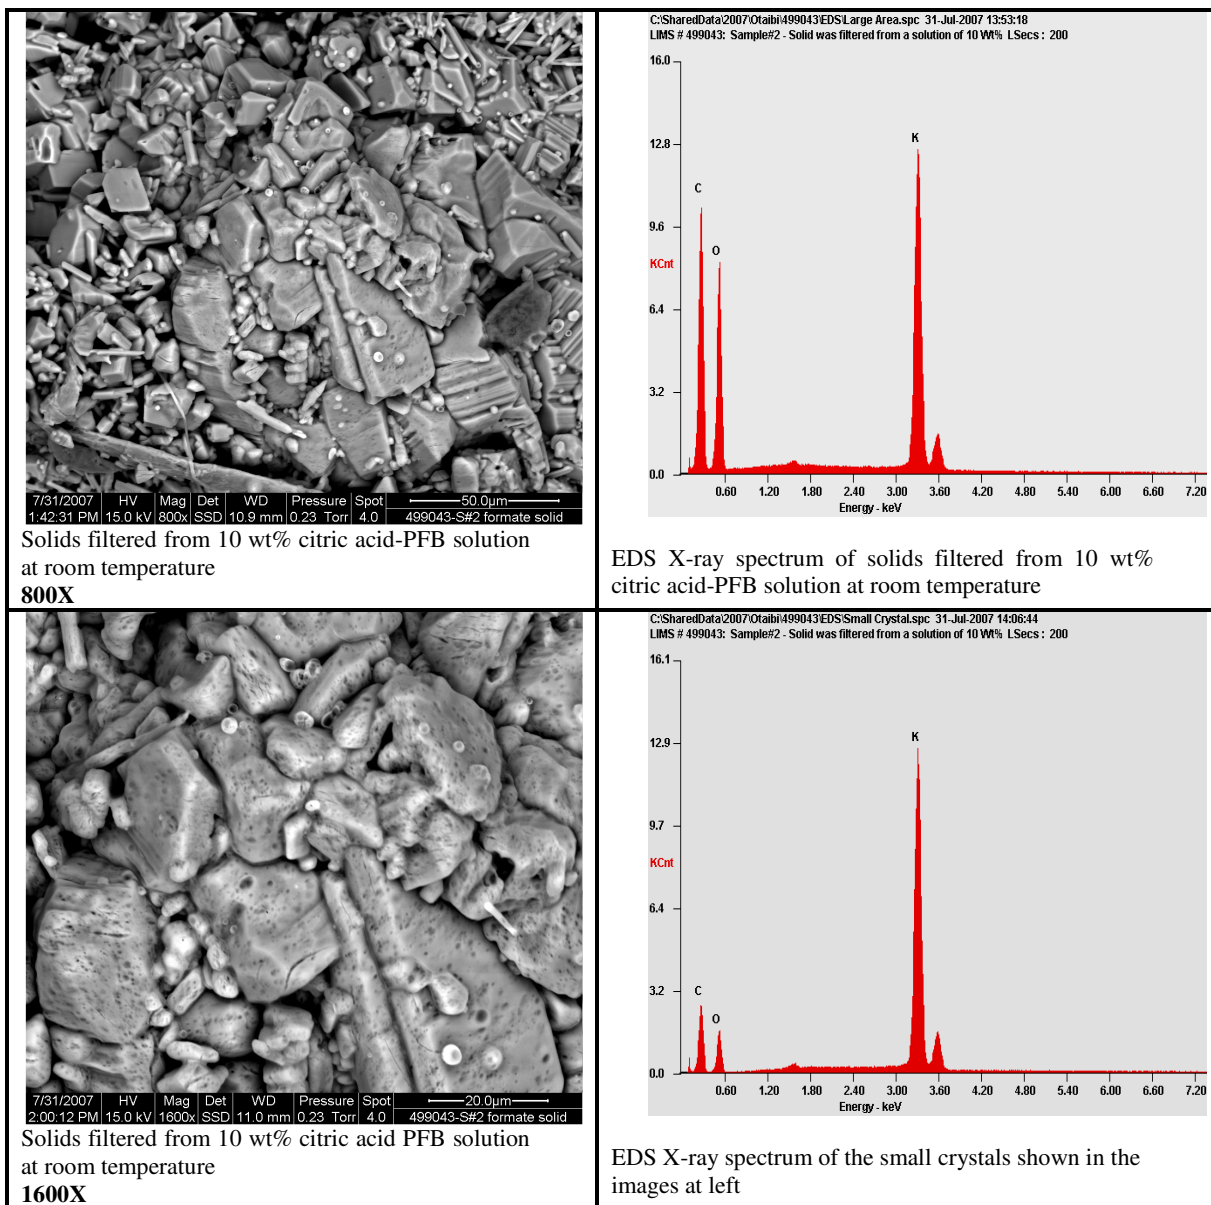 C:\SharedData\2007\Otaibi\499043\EDS\Large Area.spc 31-Jul-2007 13:53:18
LIMS # 499043: Sample#2 - Solid was filtered from a solution of 10 Wt% LSecs : 200
16.0
12.8
9.6
KCnt
6.4
3.2
0.0
C
O
K
0.60 1.20 1.80 2.40 3.00 3.60 4.20 4.80 5.40 6.00 6.60 7.20
Energy - keV
7/31/2007 HV Mag Det WD Pressure Spot 50.0µm
1:42:31 PM 15.0 kV 800x SSD 10.9 mm 0.23 Torr 4.0 499043-S#2 formate solid
Solids filtered from 10 wt% citric acid-PFB solution
at room temperature
800X
EDS X-ray spectrum of solids filtered from 10 wt%
citric acid-PFB solution at room temperature
C:\SharedData\2007\Otaibi\499043\EDS\Small Crystal.spc 31-Jul-2007 14:06:44
LIMS # 499043: Sample#2 - Solid was filtered from a solution of 10 Wt% LSecs : 200
16.1
12.9
9.7
KCnt
6.4
3.2
0.0
C
O
K
0.60 1.20 1.80 2.40 3.00 3.60 4.20 4.80 5.40 6.00 6.60 7.20
Energy - keV
7/31/2007 HV Mag Det WD Pressure Spot 20.0µm
2:00:12 PM 15.0 kV 1600x SSD 11.0 mm 0.23 Torr 4.0 499043-S#2 formate solid
Solids filtered from 10 wt% citric acid PFB solution
at room temperature
1600X
EDS X-ray spectrum of the small crystals shown in the
images at left